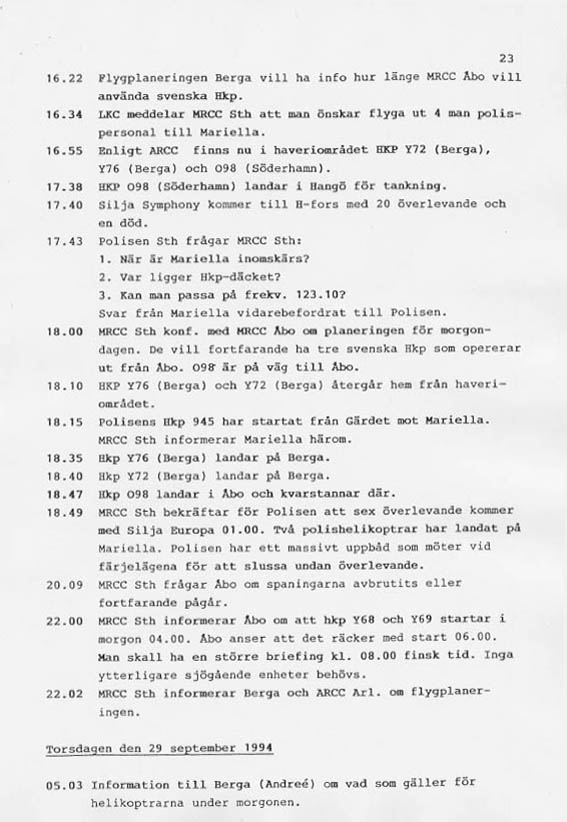 23
16.22 Flygplaneringen Berga vill ha info hur länge MRCC Åbo vill
använda svenska Hkp.
16.34 LKC meddelar MRCC Sth att man önskar flyga ut 4 man polis-
personal till Mariella.
16.55 Enligt ARCC finns nu i haveriområdet HKP Y72 (Berga),
Y76 (Berga) och 098 (Söderhamn).
17.38 HKP 098 (Söderhamn) landar i Hangö för tankning.
17.40 Silja Symphony kommer till H-fors med 20 överlevande och
en död.
17.43 Polisen Sth frågar MRCC Sth:
1. När är Mariella inomskärs?
2. Var ligger Hkp-däcket?
3. Kan man passa på frekv. 123.10?
Svar från Mariella vidarebefordrat till Polisen.
18.00 MRCC Sth konf. med MRCC Åbo om planeringen för morgon-
dagen. De vill fortfarande ha tre svenska Hkp som opererar
ut från Åbo. 098 är på väg till Åbo.
18.10 HKP Y76 (Berga) och Y72 (Berga) återgår hem från haveri-
området.
18.15 Polisens Hkp 945 har startat från Gärdet mot Mariella.
MRCC Sth informerar Mariella härom.
18.35 Hkp Y76 (Berga) landar på Berga.
18.40 Hkp Y72 (Berga) landar på Berga.
18.47 Hkp 098 landar i Åbo och kvarstannar där.
18.49 MRCC Sth bekräftar för Polisen att sex överlevande kommer
med Silja Europa 01.00. Två polishelikoptrar har landat på
Mariella. Polisen har ett massivt uppbåd som möter vid
färjelägena för att slussa undan överlevande.
20.09 MRCC Sth frågar Åbo om spaningarna avbrutits eller
fortfarande pågår.
22.00 MRCC Sth informerar Åbo om att hkp Y68 och Y69 startar i
morgon 04.00. Åbo anser att det räcker med start 06.00.
Man skall ha en större briefing kl. 08.00 finsk tid. Inga
ytterligare sjögående enheter behövs.
22.02 MRCC Sth informerar Berga och ARCC Arl. om flygplaner-
ingen.
Torsdagen den 29 september 1994
05.03 Information till Berga (Andreé) om vad som gäller för
helikoptrarna under morgonen.